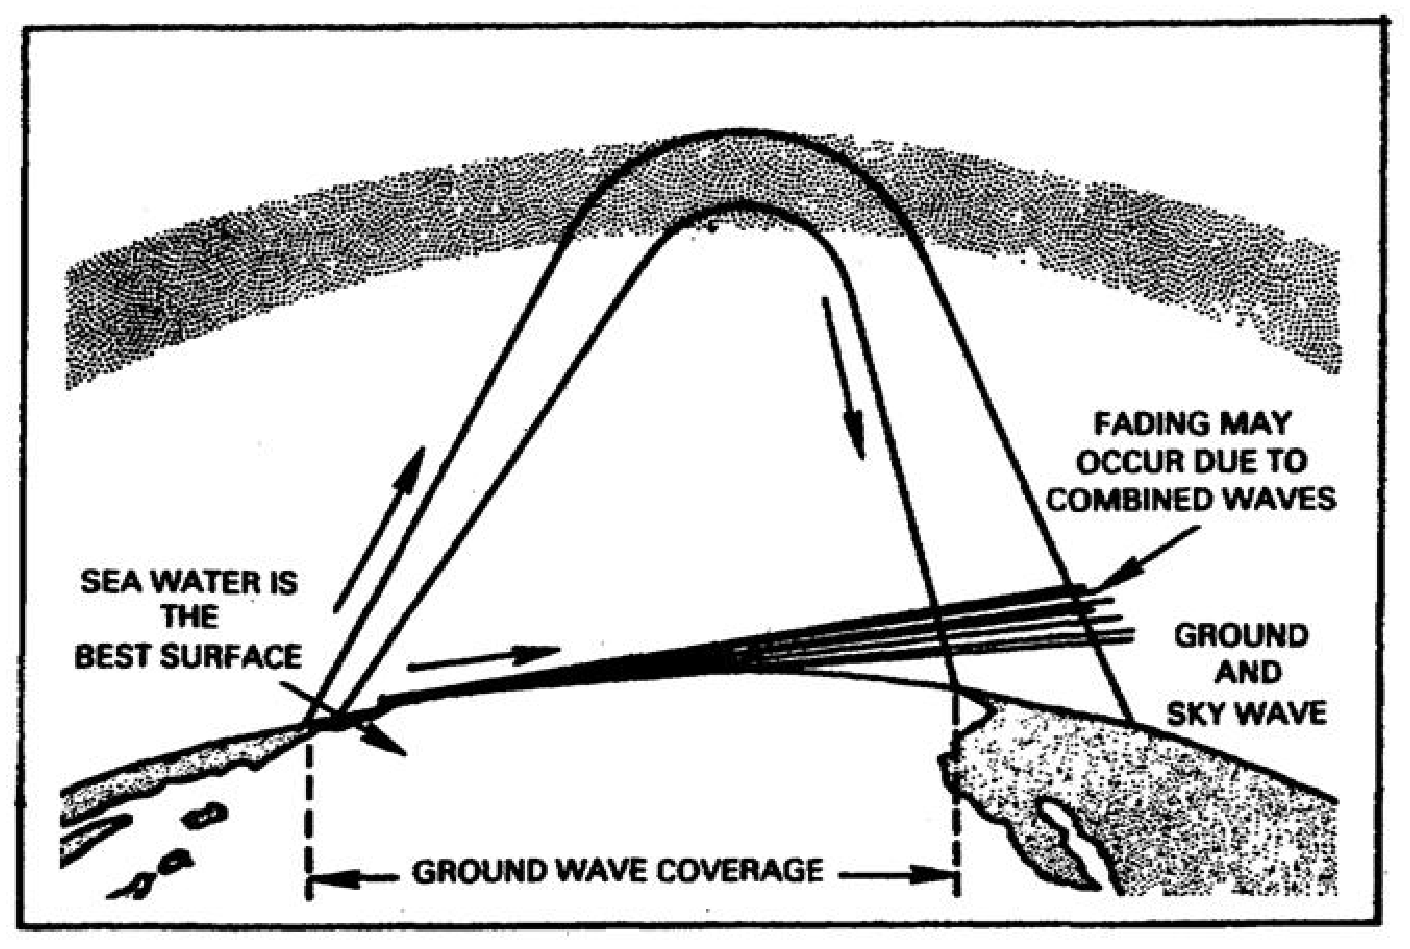 FADING MAY
OCCUR DUE TO
COMBINED WAVES
SEA WATER IS
THE
BEST SURFACE
GROUND
AND
SKY WAVE
GROUND WAVE COVERAGE